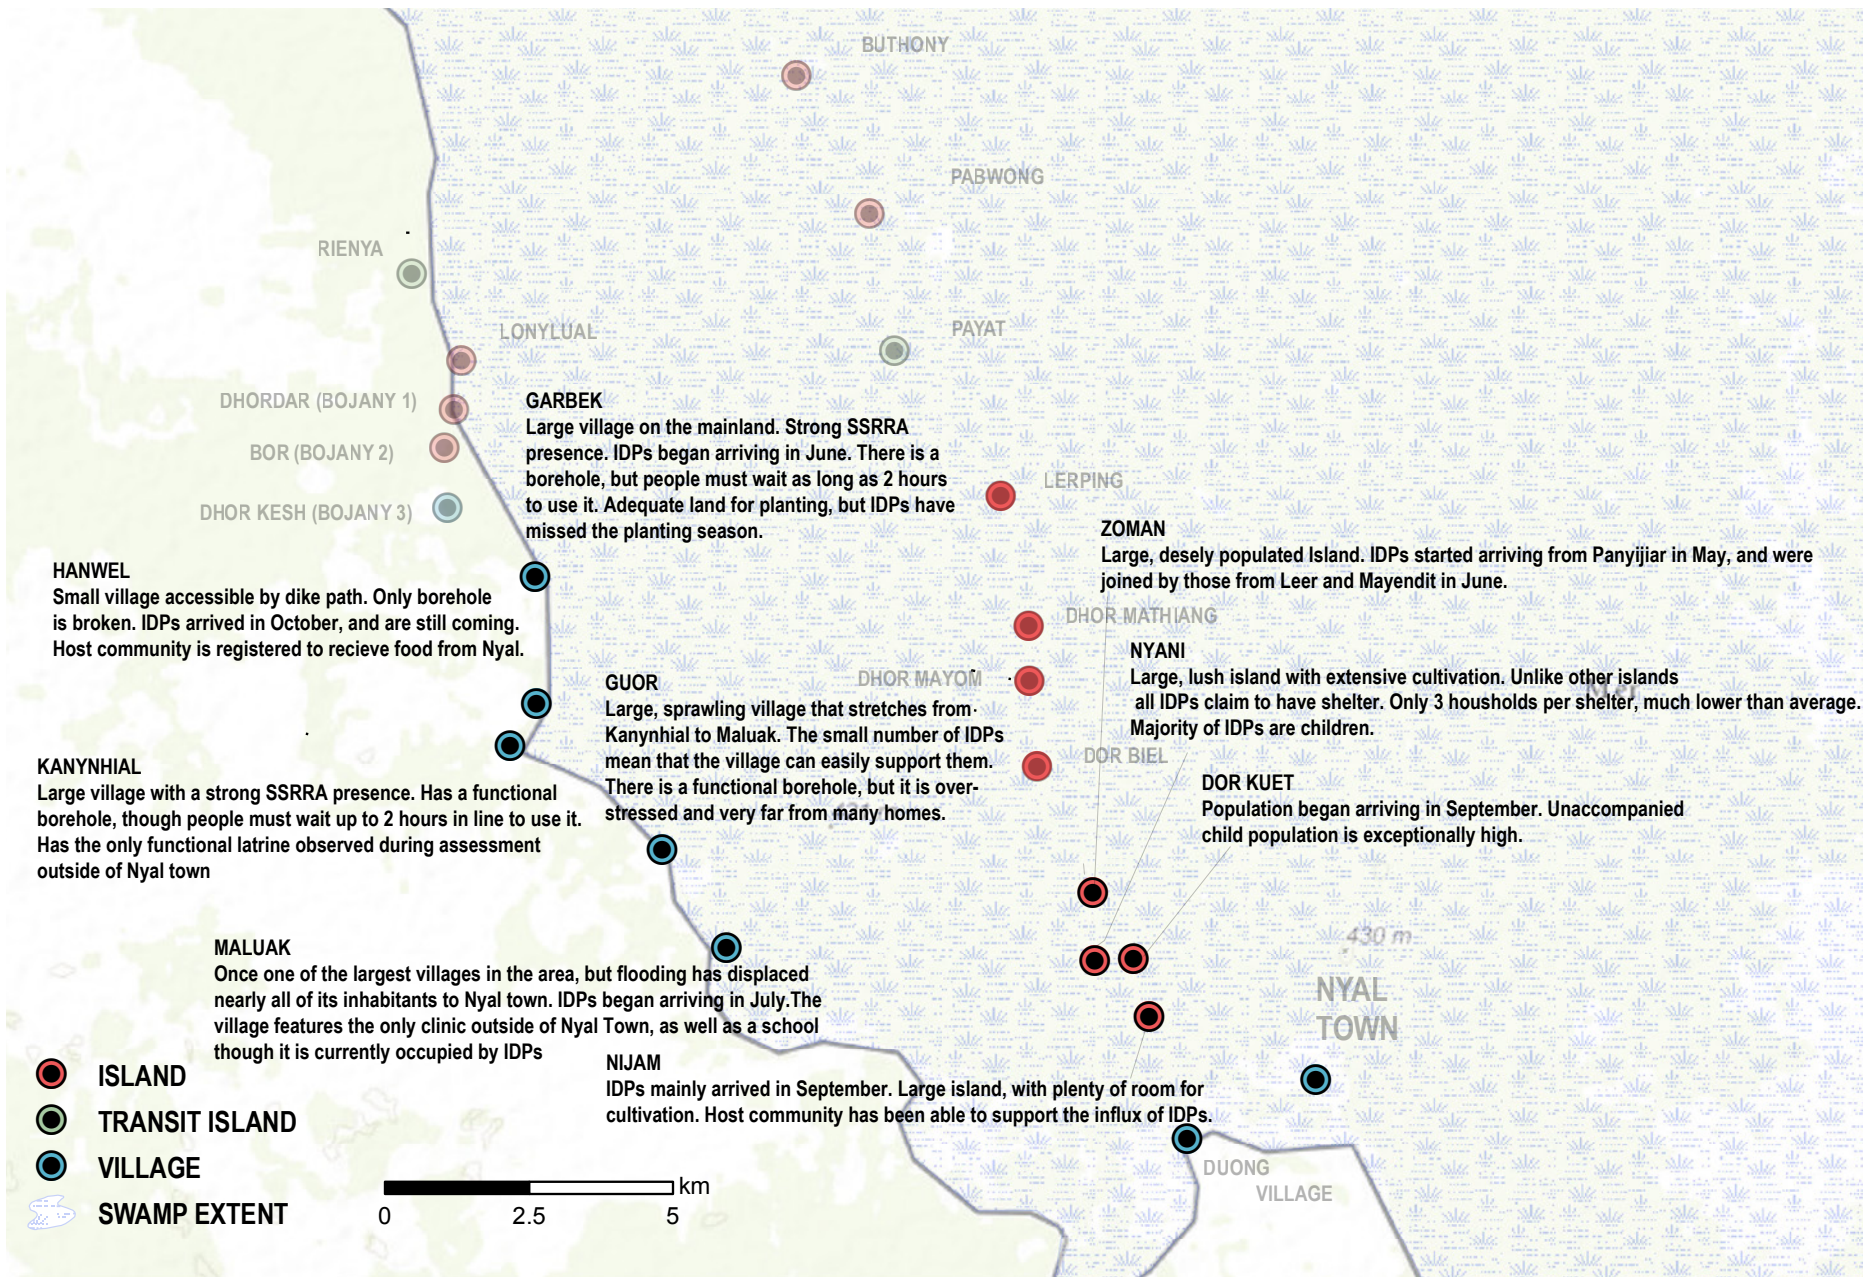 BUTHONY
PABWONG
RIENYA
LONYLUAL
PAYAT
DHORDAR (BOJANY 1)
BOR (BOJANY 2)
DHOR KESH (BOJANY 3)
GARBEK
Large village on the mainland. Strong SSRRA
presence. IDPs began arriving in June. There is a
borehole, but people must wait as long as 2 hours
to use it. Adequate land for planting, but IDPs have
missed the planting season.
LERPING
ZOMAN
Large, desely populated Island. IDPs started arriving from Panyijiar in May, and were
joined by those from Leer and Mayendit in June.
HANWEL
Small village accessible by dike path. Only borehole
is broken. IDPs arrived in October, and are still coming.
Host community is registered to recieve food from Nyal.
DHOR MATHIANG
NYANI
Large, lush island with extensive cultivation. Unlike other islands
all IDPs claim to have shelter. Only 3 housholds per shelter, much lower than average.
Majority of IDPs are children.
DHOR MAYOM
GUOR
Large, sprawling village that stretches from
Kanynhial to Maluak. The small number of IDPs
mean that the village can easily support them.
There is a functional borehole, but it is over-
stressed and very far from many homes.
DOR BIEL
KANYNHIAL
Large village with a strong SSRRA presence. Has a functional
borehole, though people must wait up to 2 hours in line to use it.
Has the only functional latrine observed during assessment
outside of Nyal town
DOR KUET
Population began arriving in September. Unaccompanied
child population is exceptionally high.
MALUAK
Once one of the largest villages in the area, but flooding has displaced
nearly all of its inhabitants to Nyal town. IDPs began arriving in July.The
village features the only clinic outside of Nyal Town, as well as a school
though it is currently occupied by IDPs
430 m
NYAL
TOWN
NIJAM
IDPs mainly arrived in September. Large island, with plenty of room for
cultivation. Host community has been able to support the influx of IDPs.
DUONG
VILLAGE
ISLAND
TRANSIT ISLAND
VILLAGE
SWAMP EXTENT
km
0 2.5 5